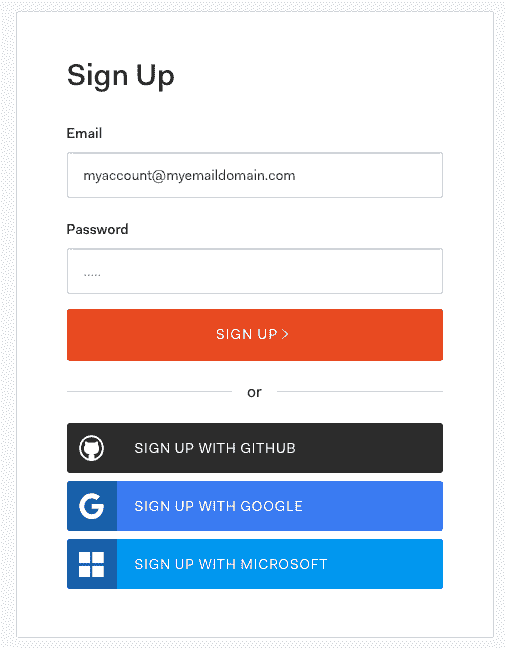 Sign Up
Email
myaccount@myemaildomain.com
Password
.....
SIGN UP >
or
SIGN UP WITH GITHUB
G SIGN UP WITH GOOGLE
SIGN UP WITH MICROSOFT